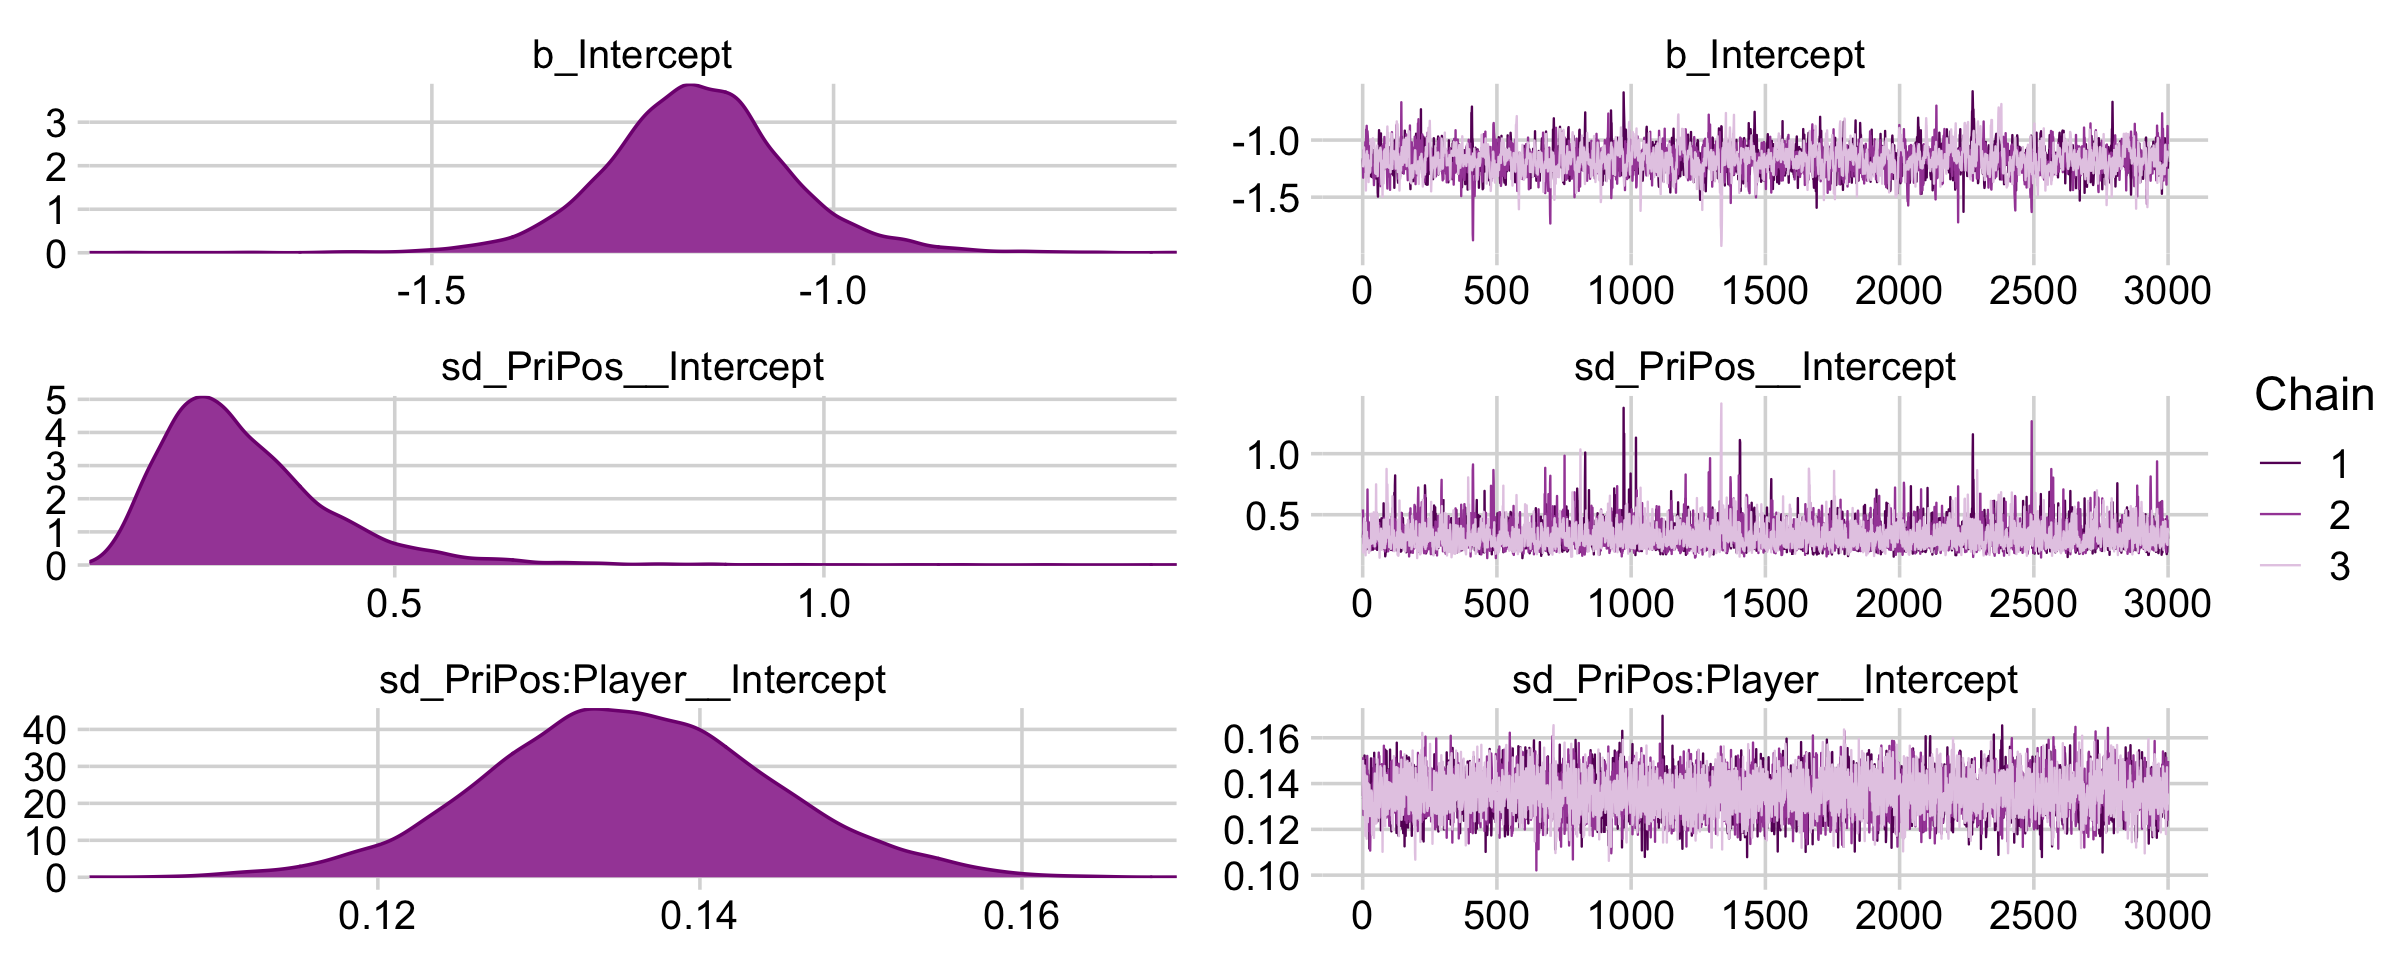 b_Intercept
3
2
1
0
-1.5 -1.0
b_Intercept
-1.0
-1.5
0 500 1000 1500 2000 2500 3000
sd_PriPos__Intercept
5
4
3
2
1
0
0.5 1.0
sd_PriPos__Intercept
1.0
0.5
0 500 1000 1500 2000 2500 3000
sd_PriPos:Player__Intercept
40
30
20
10
0
0.12 0.14 0.16
sd_PriPos:Player__Intercept
0.16
0.14
0.12
0.10
0 500 1000 1500 2000 2500 3000
Chain
1
2
3